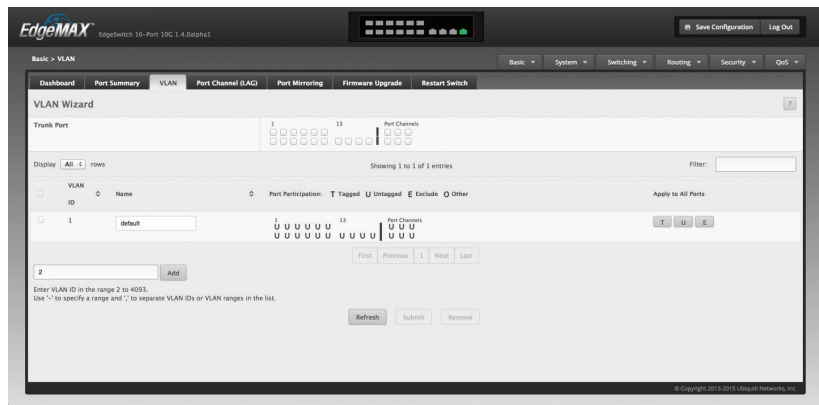 EdgeMAX™ EdgeSwitch 16-Port 10G 1.4.0alpha1
Save Configuration Log Out
Basic > VLAN
Basic System Switching Routing Security QoS
Dashboard Port Summary VLAN Port Channel (LAG) Port Mirroring Firmware Upgrade Restart Switch
VLAN Wizard ?
Trunk Port
1 13 Port Channels
Display All rows Showing 1 to 1 of 1 entries Filter:
VLAN
ID
Name Port Participation: T Tagged U Untagged E Exclude O Other Apply to All Ports
1 default T U E
1 13 Port Channels
U U U U U U U U U
U U U U U U U U U U U U U
First Previous 1 Next Last
2 Add
Enter VLAN ID in the range 2 to 4093.
Use '-' to specify a range and ',' to separate VLAN IDs or VLAN ranges in the list.
Refresh Submit Remove
© Copyright 2013-2015 Ubiquiti Networks, Inc.